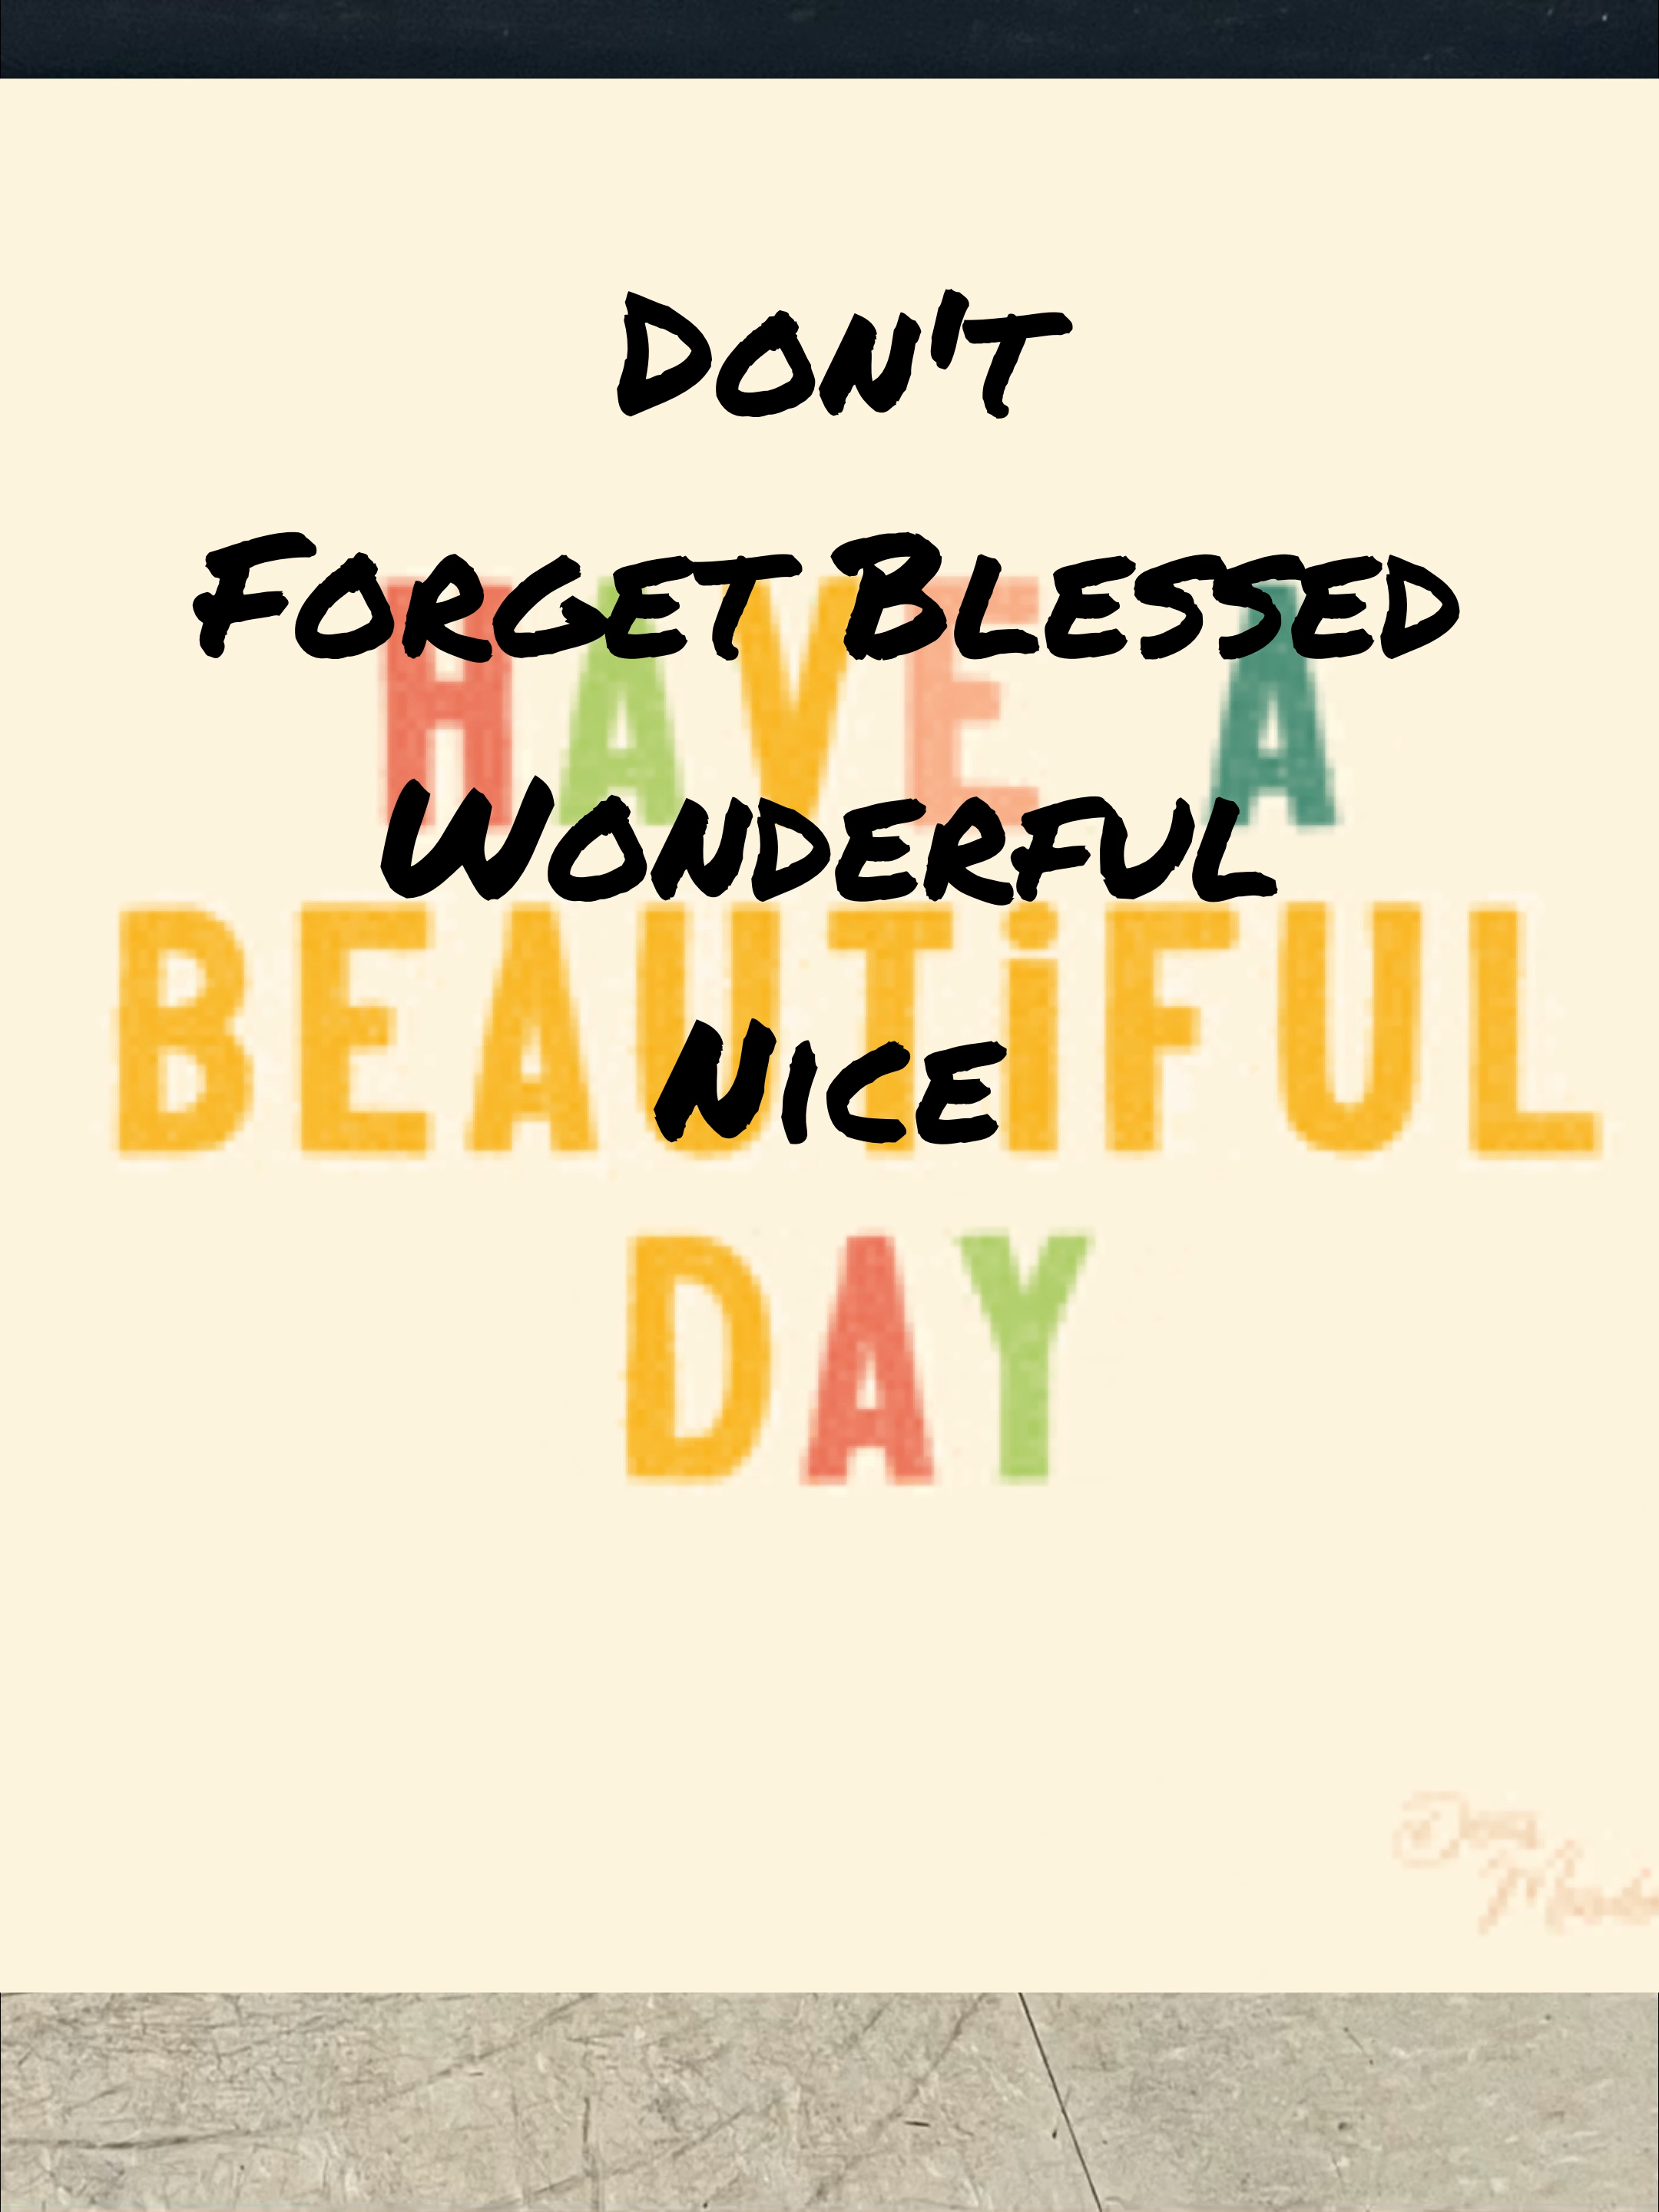 Don't
Forget Blessed
HAVE A
Wonderful
BEAUTiFUL
Nice
DAY